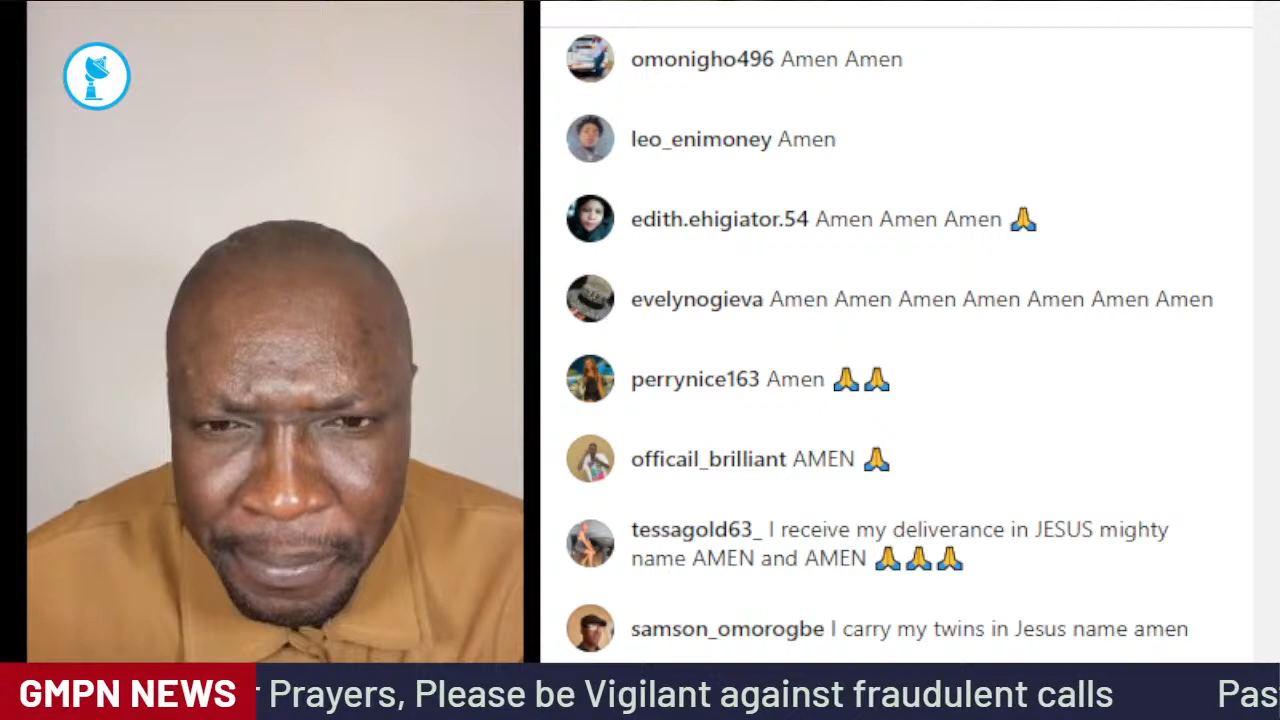 omonigho496 Amen Amen
leo_enimoney Amen
edith.ehigiator.54 Amen Amen Amen 🙏
evelynogieva Amen Amen Amen Amen Amen Amen Amen
perrynice163 Amen 🙏🙏
officail_brilliant AMEN 🙏
tessagold63_ I receive my deliverance in JESUS mighty
name AMEN and AMEN 🙏🙏🙏
samson_omorogbe I carry my twins in Jesus name amen
GMPN NEWS Prayers, Please be Vigilant against fraudulent calls